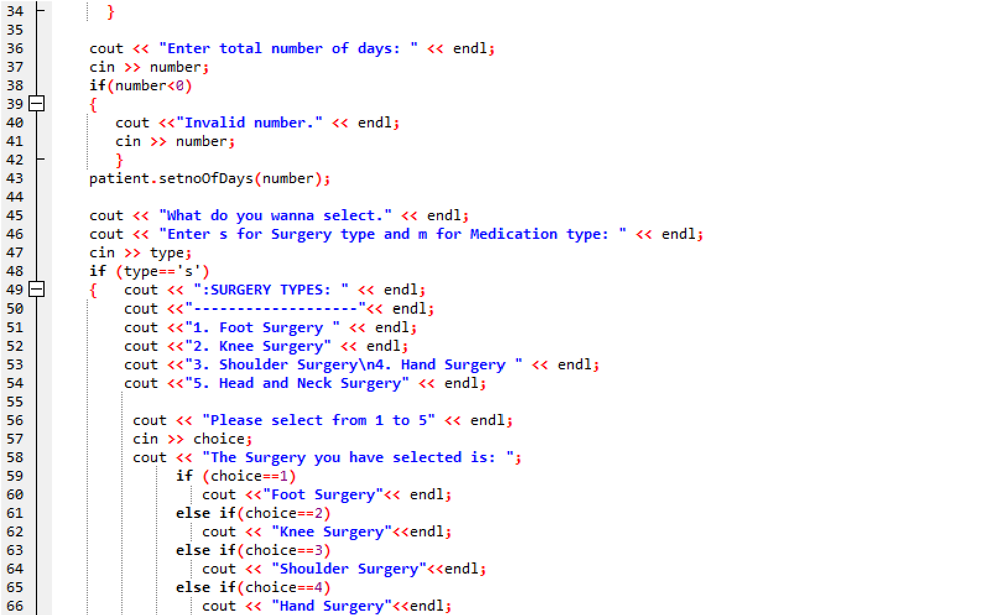 34 }
35
36 cout << "Enter total number of days: " << endl;
37 cin >> number;
38 if(number<0)
39 {
40 cout <<"Invalid number." << endl;
41 cin >> number;
42 }
43 patient.setnoOfDays(number);
44
45 cout << "What do you wanna select." << endl;
46 cout << "Enter s for Surgery type and m for Medication type: " << endl;
47 cin >> type;
48 if (type=='s')
49 { cout << ":SURGERY TYPES: " << endl;
50 cout <<"-------------------"<< endl;
51 cout <<"1. Foot Surgery " << endl;
52 cout <<"2. Knee Surgery" << endl;
53 cout <<"3. Shoulder Surgery\n4. Hand Surgery " << endl;
54 cout <<"5. Head and Neck Surgery" << endl;
55
56 cout << "Please select from 1 to 5" << endl;
57 cin >> choice;
58 cout << "The Surgery you have selected is: ";
59 if (choice==1)
60 cout <<"Foot Surgery"<< endl;
61 else if(choice==2)
62 cout << "Knee Surgery"<<endl;
63 else if(choice==3)
64 cout << "Shoulder Surgery"<<endl;
65 else if(choice==4)
66 cout << "Hand Surgery"<<endl;